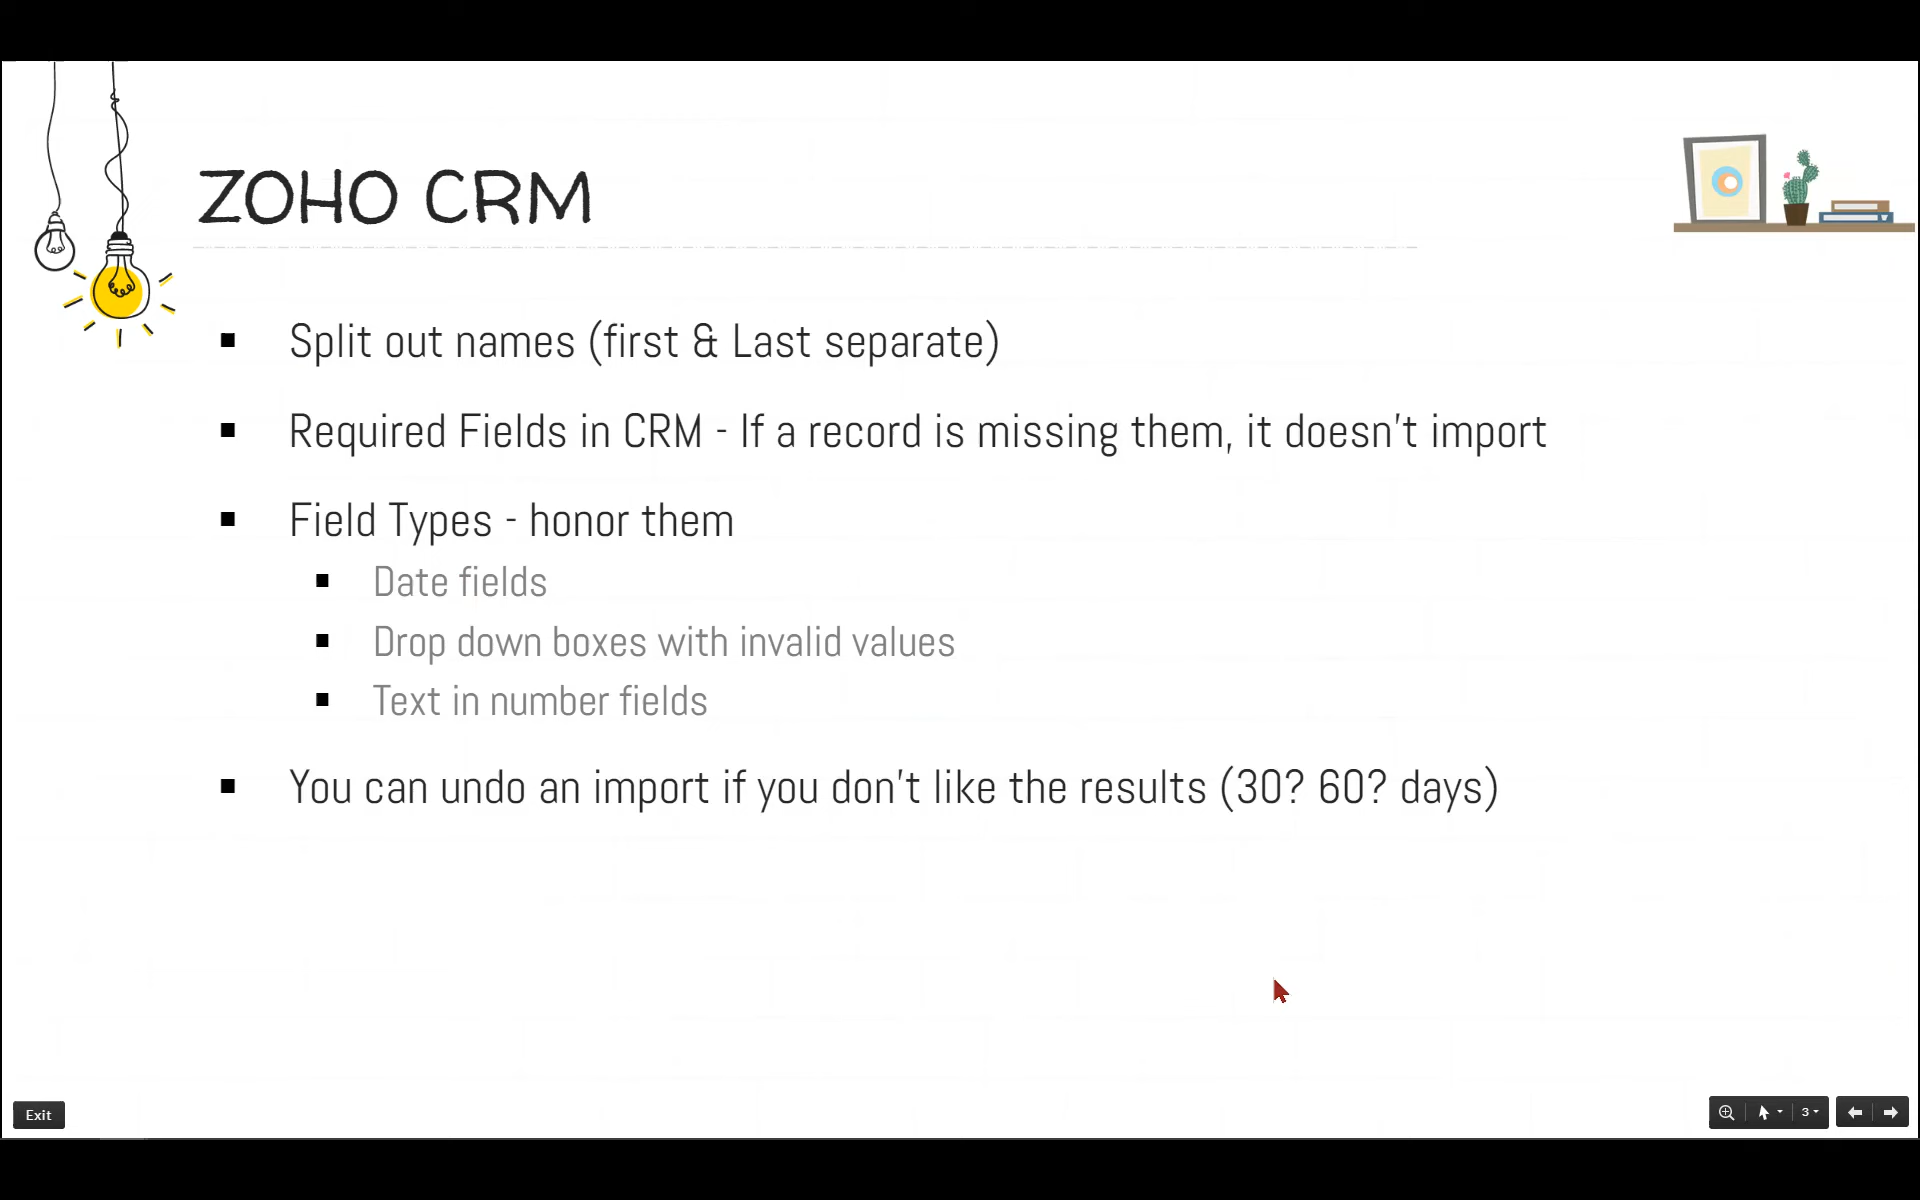 ZOHO CRM
Split out names (first & Last separate)
Required Fields in CRM - If a record is missing them, it doesn't import
Field Types - honor them
Date fields
Drop down boxes with invalid values
Text in number fields
You can undo an import if you don't like the results (30? 60? days)
Exit
3